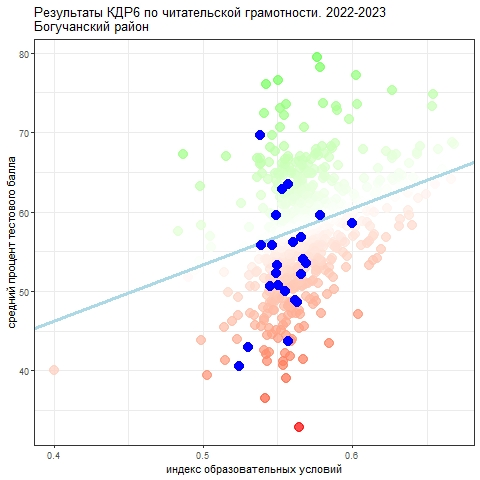 Результаты КДР6 по читательской грамотности. 2022-2023
Богучанский район
средний процент тестового балла
80
70
60
50
40
0.4
0.5
0.6
индекс образовательных условий